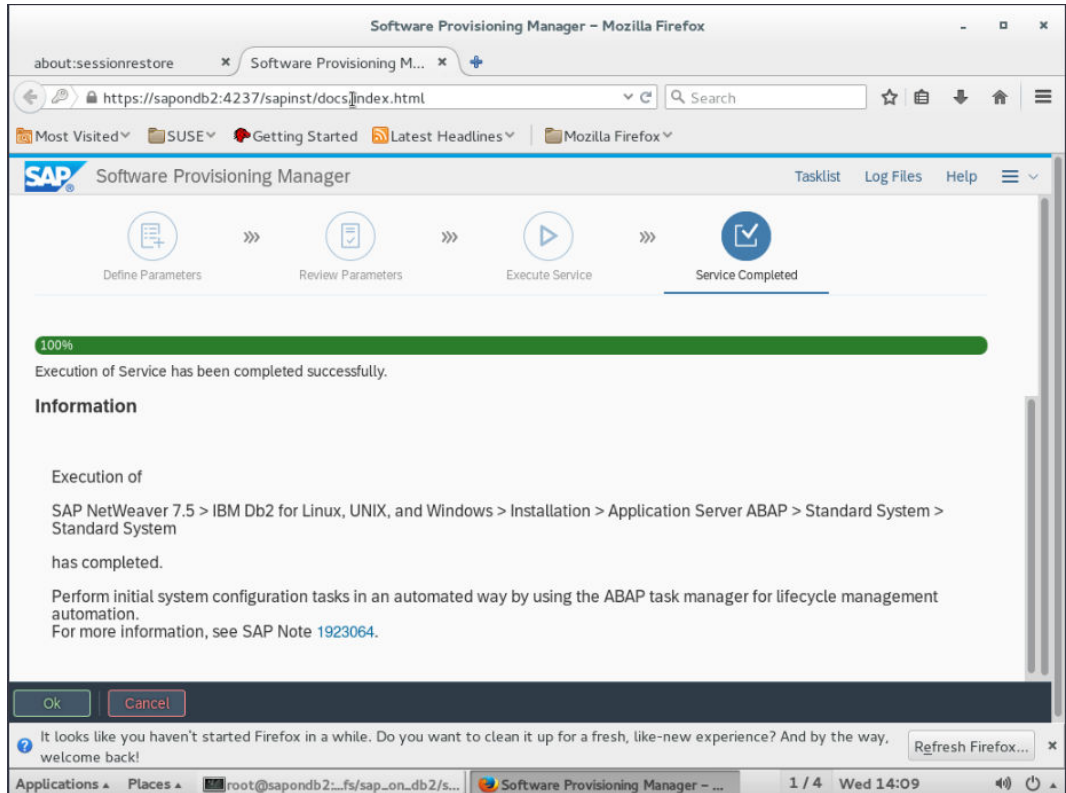 Software Provisioning Manager – Mozilla Firefox
about:sessionrestore
Software Provisioning M...
https://sapondb2:4237/sapinst/docs/index.html
Search
Most Visited
SUSE
Getting Started
Latest Headlines
Mozilla Firefox
SAP
Software Provisioning Manager
Tasklist
Log Files
Help
Define Parameters
Review Parameters
Execute Service
Service Completed
100%
Execution of Service has been completed successfully.
Information
Execution of
SAP NetWeaver 7.5 > IBM Db2 for Linux, UNIX, and Windows > Installation > Application Server ABAP > Standard System >
Standard System
has completed.
Perform initial system configuration tasks in an automated way by using the ABAP task manager for lifecycle management
automation.
For more information, see SAP Note 1923064.
Ok
Cancel
It looks like you haven't started Firefox in a while. Do you want to clean it up for a fresh, like-new experience? And by the way,
welcome back!
Refresh Firefox...
Applications
Places
root@sapondb2:_fs/sap_on_db2/s...
Software Provisioning Manager – ...
1 / 4
Wed 14:09